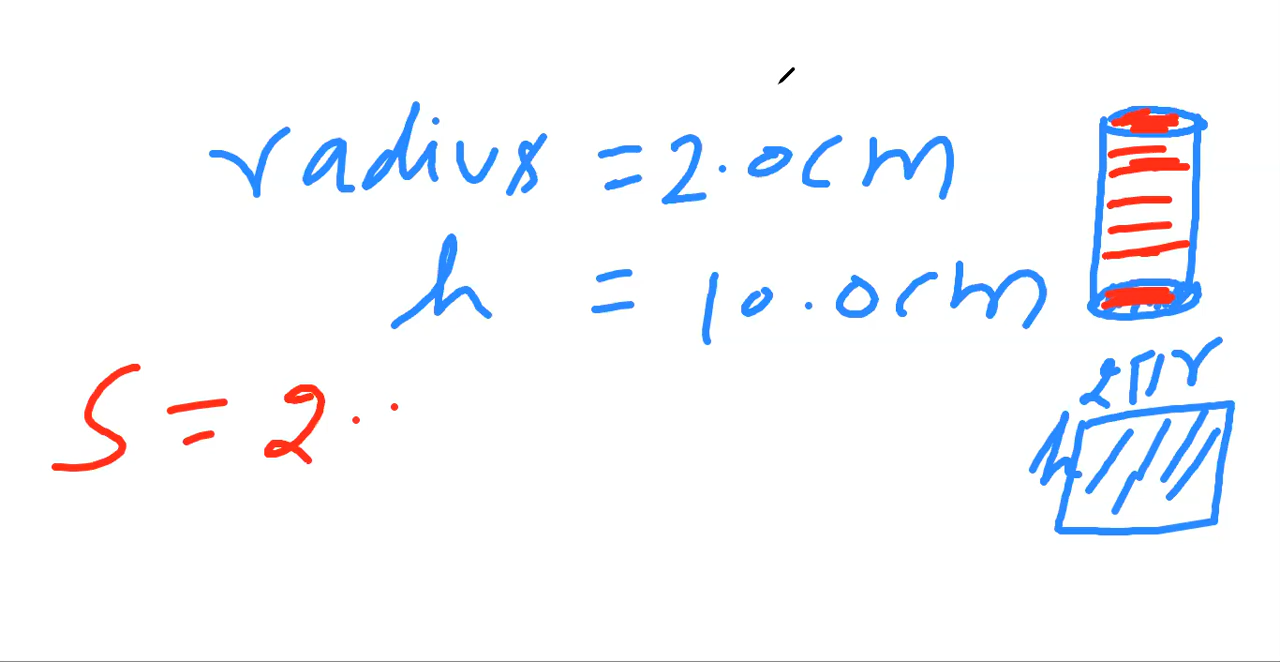 radius = 2.0cm
h = 10.0cm
S = 2..
2πr
h